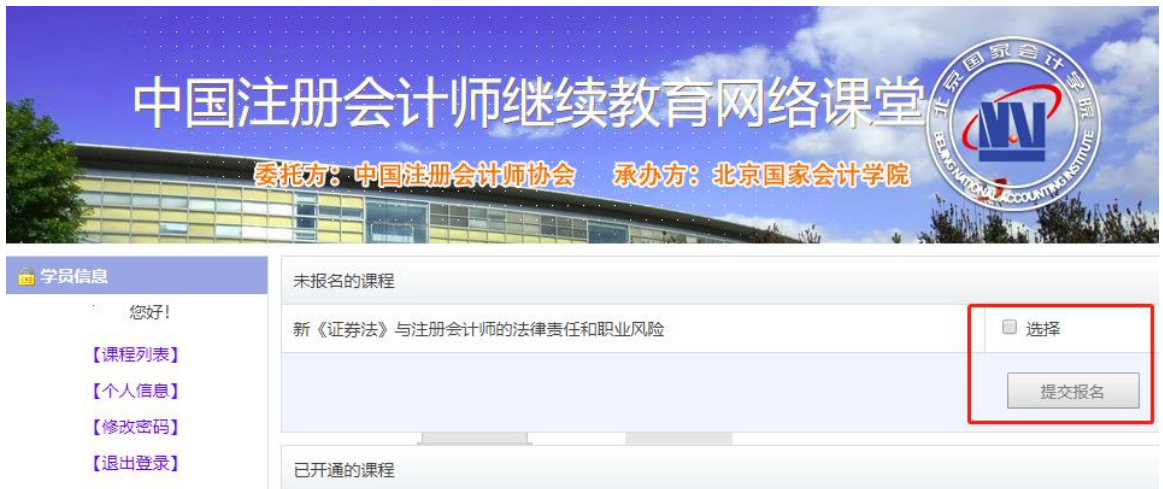 中国注册会计师继续教育网络课堂
委托方：中国注册会计师协会 承办方：北京国家会计学院
北京国家会计学院
BEIJING NATIONAL ACCOUNTING INSTITUTE
学员信息
您好！
【课程列表】
【个人信息】
【修改密码】
【退出登录】
未报名的课程
新《证券法》与注册会计师的法律责任和职业风险
选择
提交报名
已开通的课程